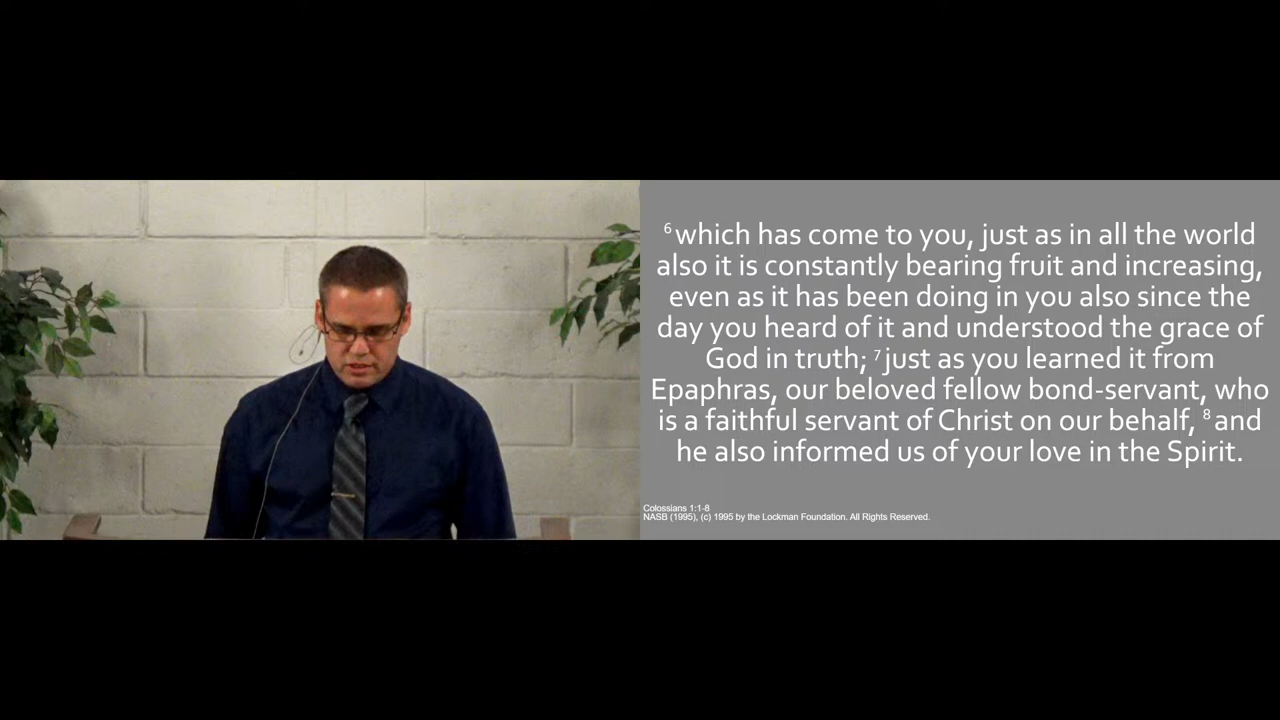 6 which has come to you, just as in all the world
also it is constantly bearing fruit and increasing,
even as it has been doing in you also since the
day you heard of it and understood the grace of
God in truth; 7 just as you learned it from
Epaphras, our beloved fellow bond-servant, who
is a faithful servant of Christ on our behalf, 8 and
he also informed us of your love in the Spirit.
Colossians 1:1-8
NASB (1995), (c) 1995 by the Lockman Foundation. All Rights Reserved.